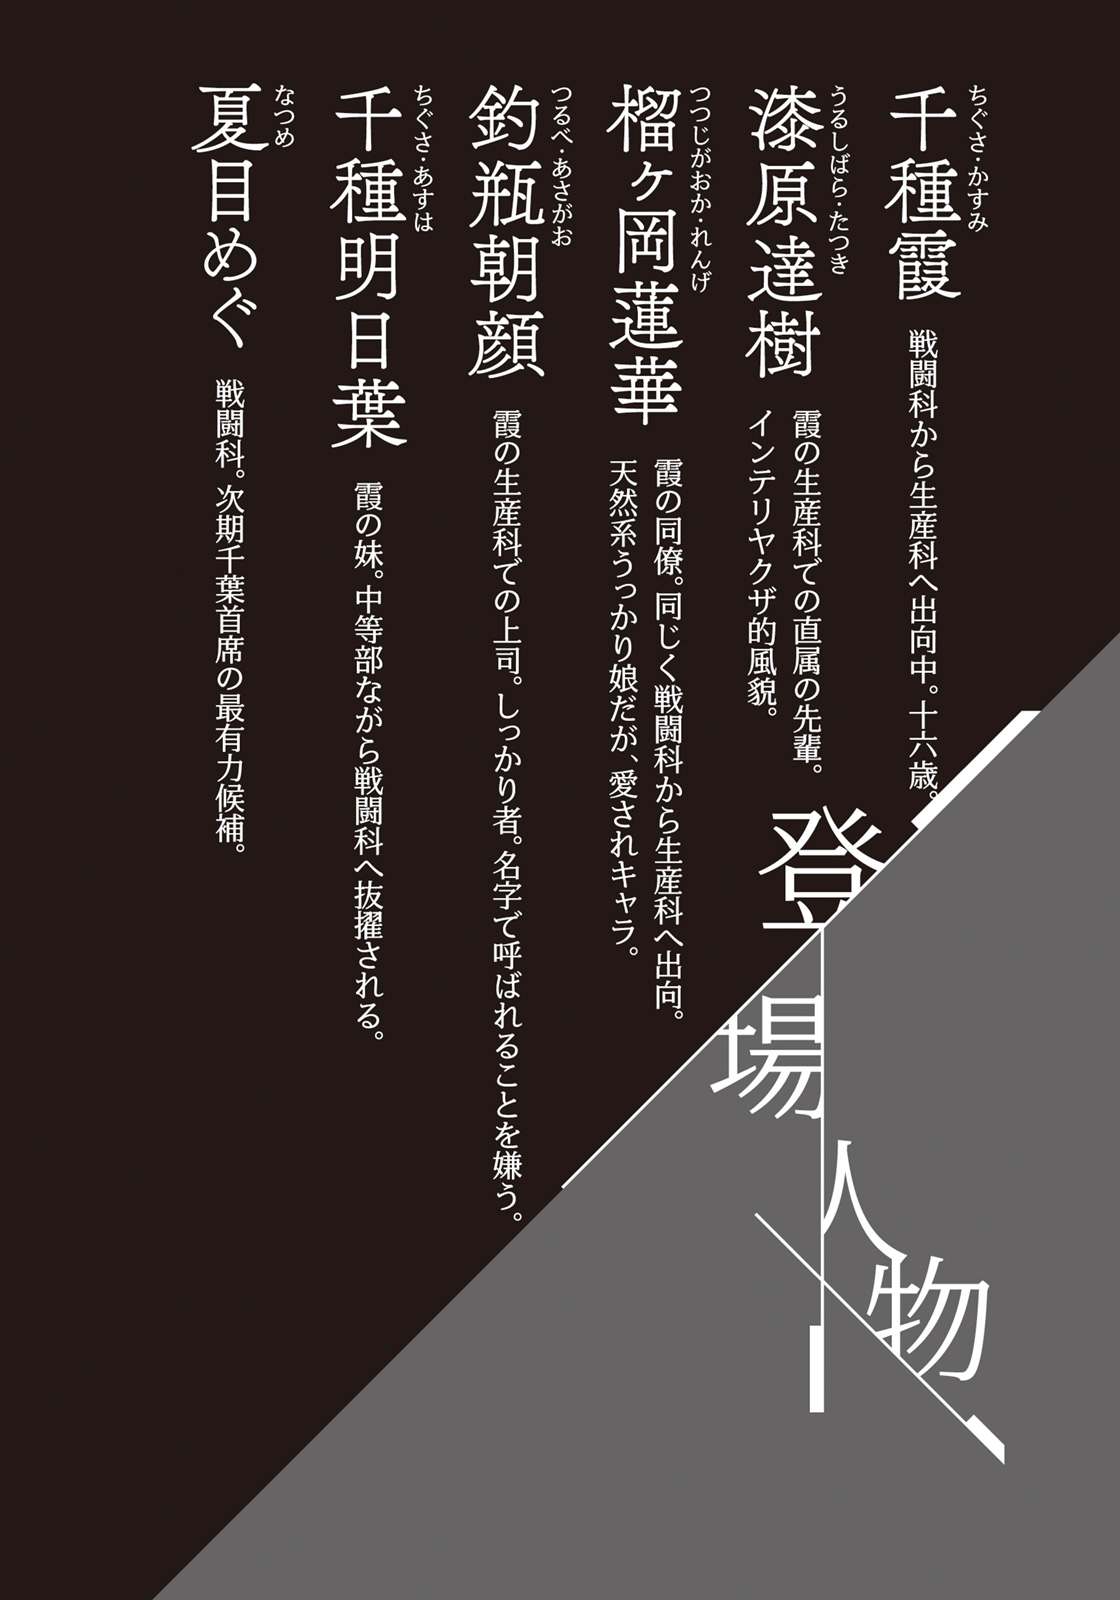 登場人物
千種霞
ちぐさ・かすみ
戦闘科から生産科へ出向中。十六歳。
漆原達樹
うるしばら・たつき
霞の生産科での直属の先輩。
インテリヤクザ的風貌。
榴ヶ岡蓮華
つつじがおか・れんげ
霞の同僚。同じく戦闘科から生産科へ出向。
天然系うっかり娘だが、愛されキャラ。
釣瓶朝顔
つるべ・あさがお
霞の生産科での上司。しっかり者。名字で呼ばれることを嫌う。
千種明日葉
ちぐさ・あすは
霞の妹。中等部ながら戦闘科へ抜擢される。
夏目めぐ
なつめ
戦闘科。次期千葉首席の最有力候補。